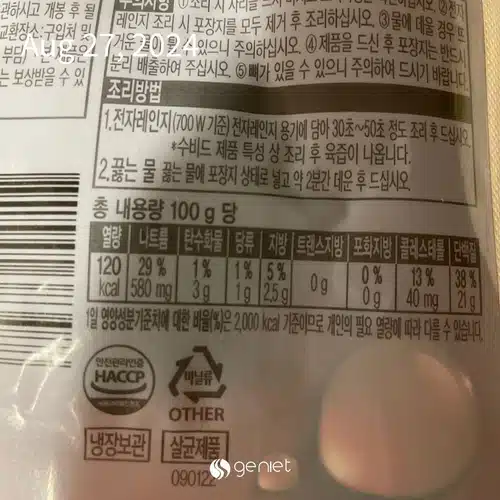 주의사항 ①조리 시 자리를
관하시고 개봉 후 될
레인지 조리 시 포장지를 모두 제거 후 조리하십시오. ③물에 데울 경우 뜨
교환장소:구입처 및
있으니 주의하여 주십시오. ④제품을 드신 후 포장지는 반드시
분리 배출하여 주십시오. ⑤뼈가 있을 수 있으니 주의하여 드시기 바랍니다.
는 보상받을 수 있
Aug 27, 2024
조리방법
1.전자레인지(700W 기준) 전자레인지 용기에 담아 30초~50초 정도 조리 후 드십시오.
*수비드 제품 특성 상 조리 후 육즙이 나옵니다.
2.끓는 물 끓는 물에 포장지 상태로 넣고 약 2분간 데운 후 드십시오
총 내용량 100 g 당
열량 나트륨 탄수화물 당류 지방 트랜스지방 포화지방 콜레스테롤 단백질
120 29 % 1 % 1 % 5 % 0 g 0 % 13 % 38 %
kcal 580 mg 3 g 1 g 2.5 g 0 g 40 mg 21 g
1일 영양성분기준치에 대한 비율(%)은 2,000 kcal 기준이므로 개인의 필요 열량에 따라 다를 수 있습니다.
안전관리인증
HACCP
비닐류
OTHER
냉장보관 살균제품
090122
geniet